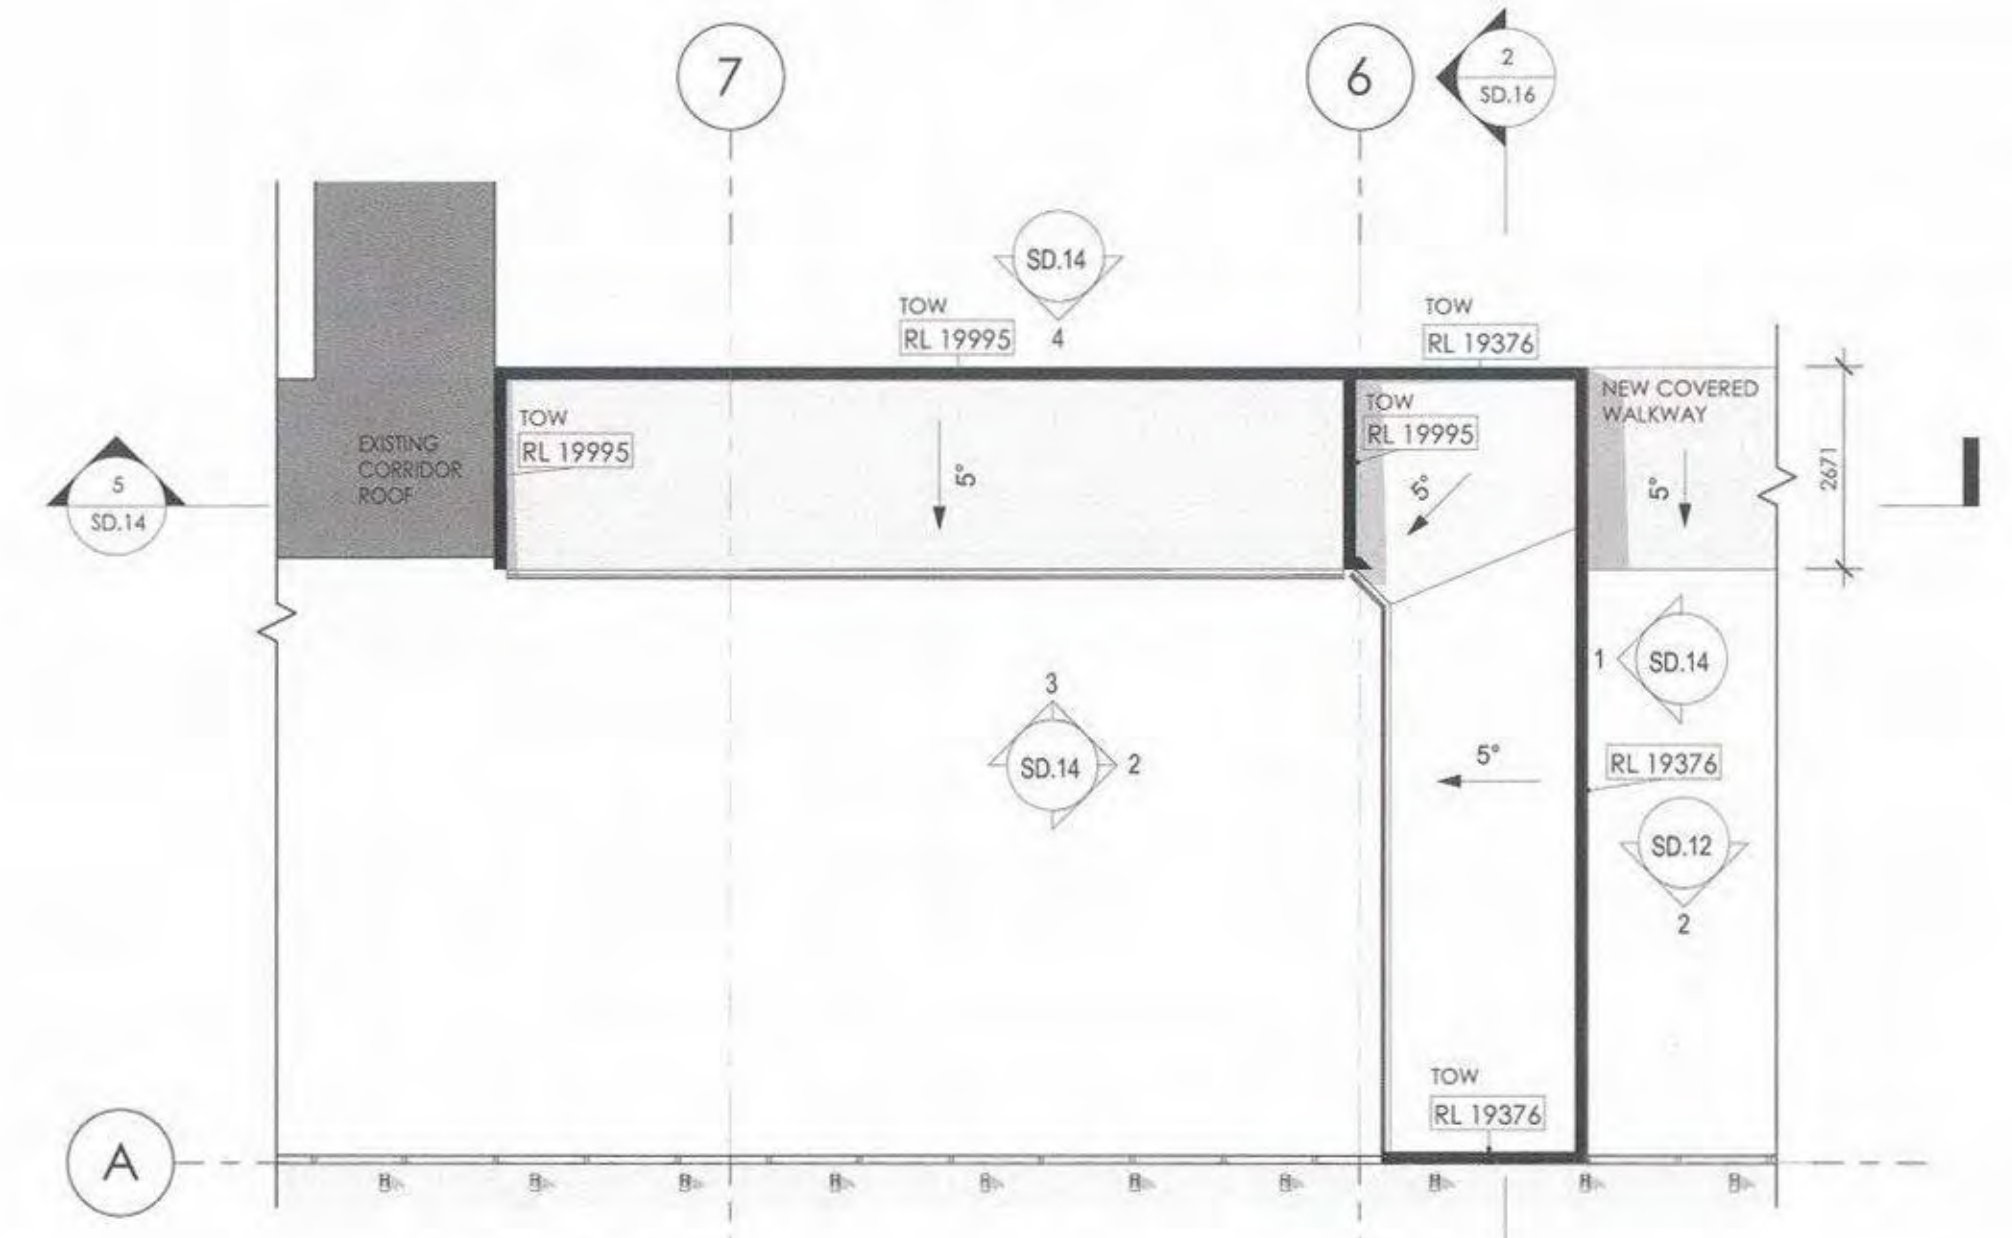 7
6
2
SD.16
SD.14
4
TOW
RL 19995
TOW
RL 19376
TOW
RL 19995
TOW
RL 19995
NEW COVERED
WALKWAY
EXISTING
CORRIDOR
ROOF
5°
5°
5°
2671
5
SD.14
3
SD.14
2
1
SD.14
5°
RL 19376
SD.12
2
TOW
RL 19376
A